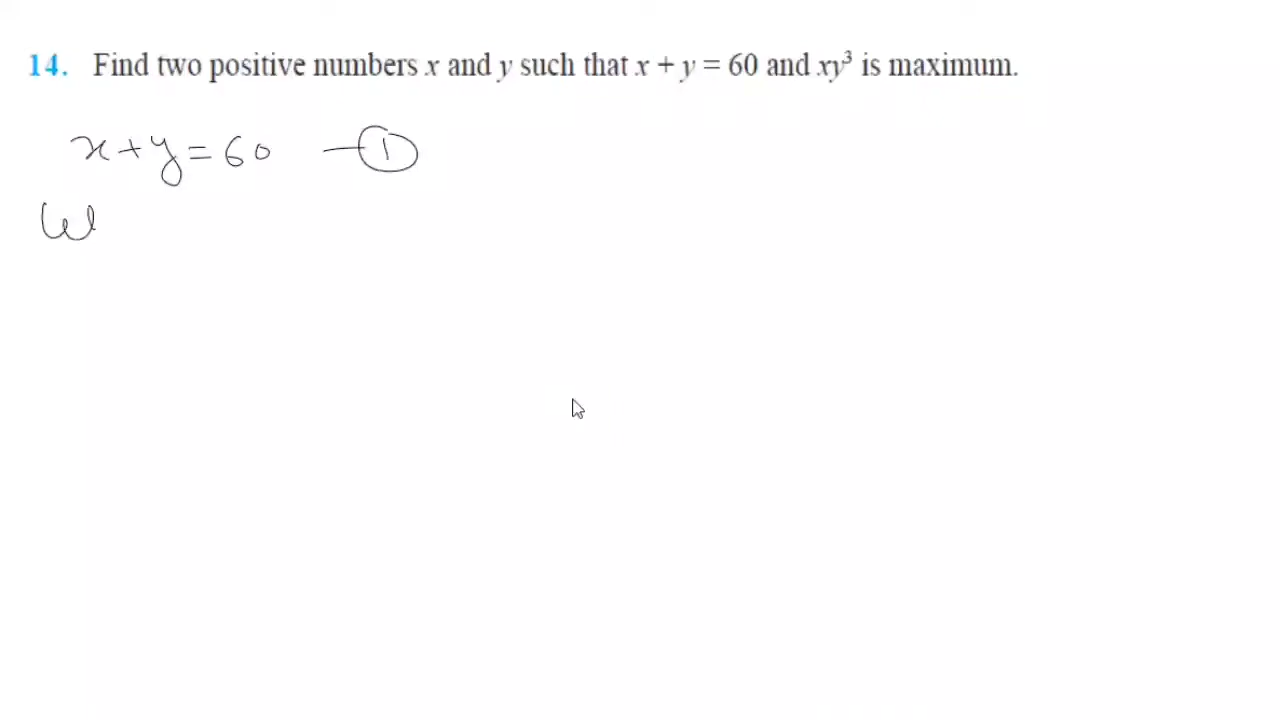 14. Find two positive numbers x and y such that x + y = 60 and xy³ is maximum.
x+y=60 —①